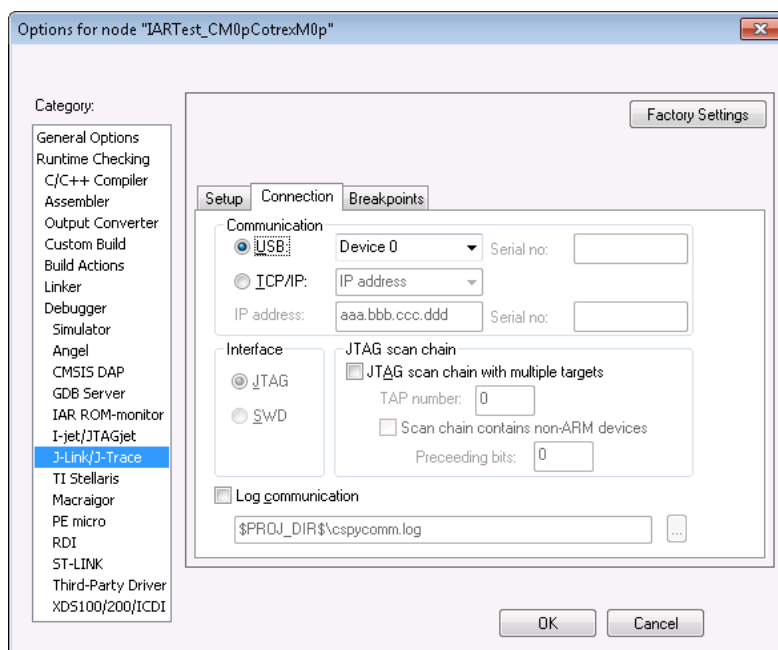 Options for node "IARTest_CM0pCotrexM0p"
Category:
Factory Settings
General Options
Runtime Checking
C/C++ Compiler
Assembler
Output Converter
Custom Build
Build Actions
Linker
Debugger
Simulator
Angel
CMSIS DAP
GDB Server
IAR ROM-monitor
I-jet/JTAGjet
J-Link/J-Trace
TI Stellaris
Macraigor
PE micro
RDI
ST-LINK
Third-Party Driver
XDS100/200/ICDI
Setup Connection Breakpoints
Communication
USB: Device 0 Serial no:
TCP/IP: IP address
IP address: aaa.bbb.ccc.ddd Serial no:
Interface
JTAG
SWD
JTAG scan chain
JTAG scan chain with multiple targets
TAP number: 0
Scan chain contains non-ARM devices
Preceeding bits: 0
Log communication
$PROJ_DIR$\cspycomm.log ...
OK Cancel